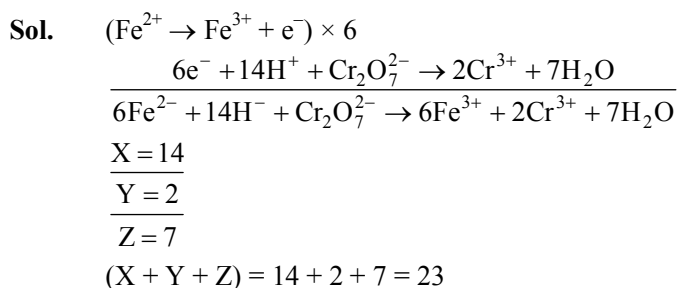 Sol. (Fe²⁺ → Fe³⁺ + e⁻) × 6
6e⁻ +14H⁺ + Cr₂O₇²⁻ → 2Cr³⁺ + 7H₂O
6Fe²⁻ +14H⁻ + Cr₂O₇²⁻ → 6Fe³⁺ + 2Cr³⁺ + 7H₂O
X = 14
Y = 2
Z = 7
(X + Y + Z) = 14 + 2 + 7 = 23